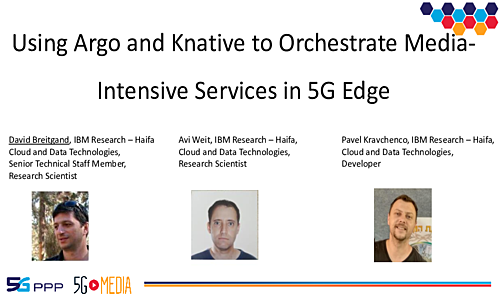 Using Argo and Knative to Orchestrate Media-
Intensive Services in 5G Edge
David Breitgand, IBM Research – Haifa
Cloud and Data Technologies,
Senior Technical Staff Member,
Research Scientist
Avi Weit, IBM Research – Haifa,
Cloud and Data Technologies,
Research Scientist
Pavel Kravchenco, IBM Research – Haifa,
Cloud and Data Technologies,
Developer
5G PPP
5G MEDIA